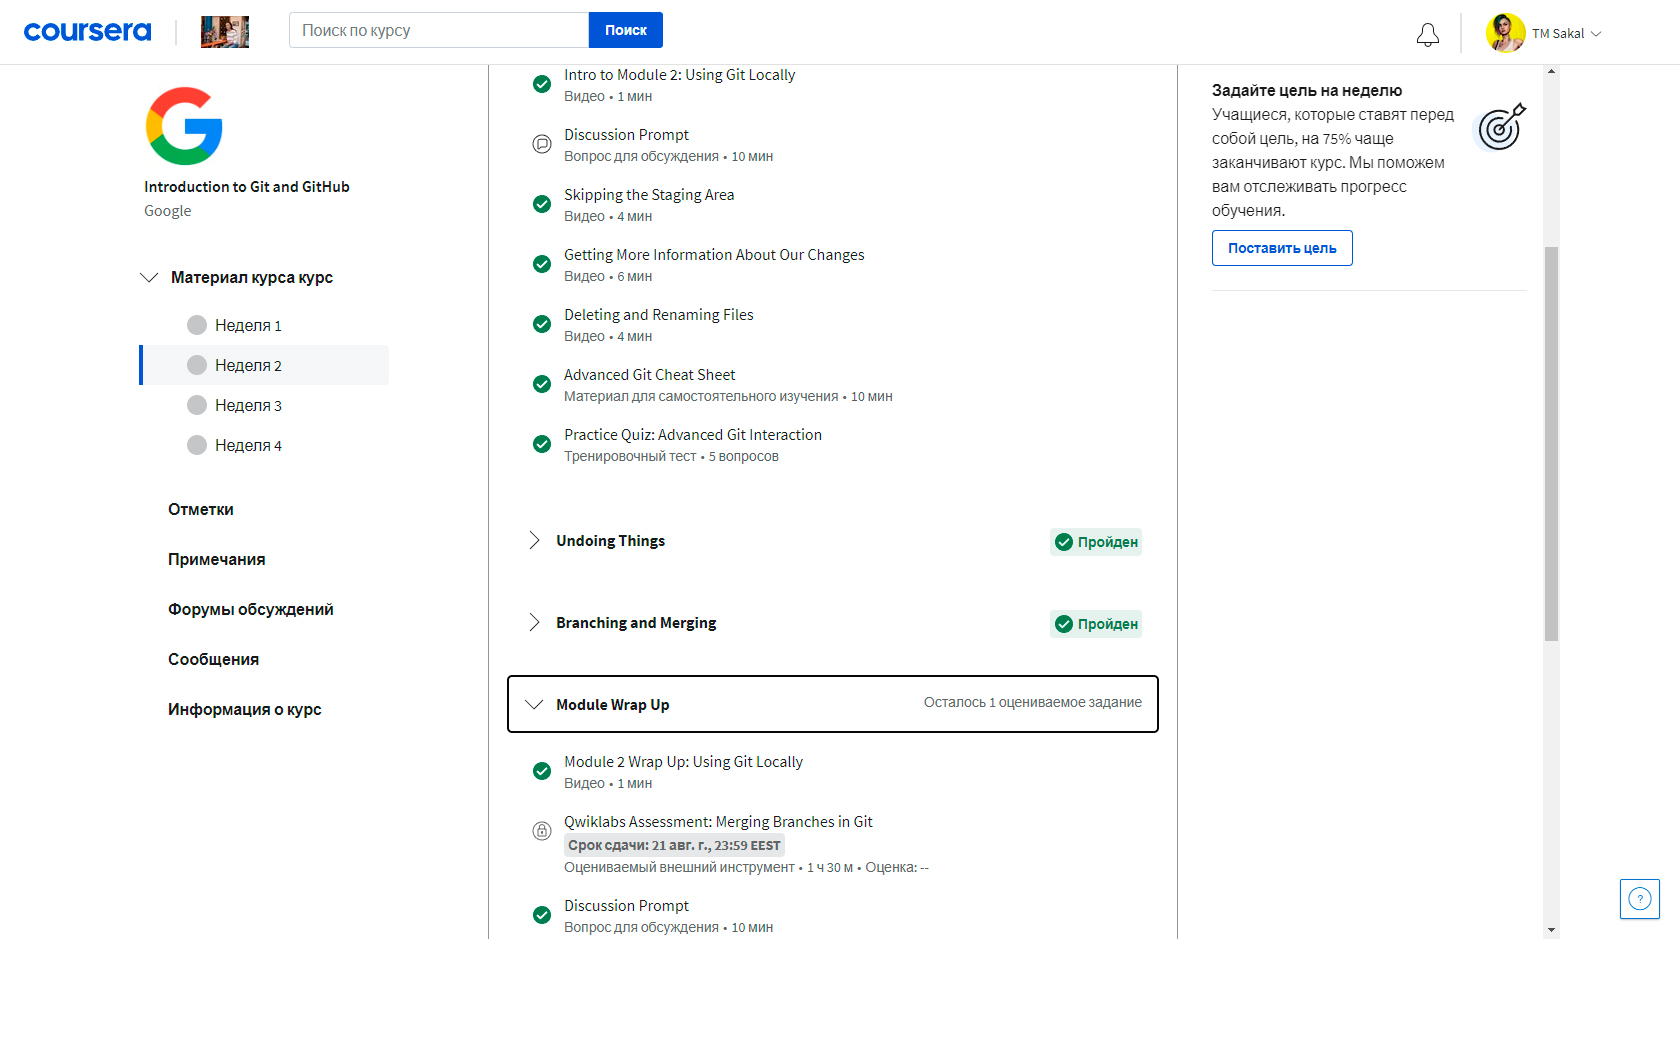 coursera
Поиск по курсу
Поиск
TM Sakal
Introduction to Git and GitHub
Google
Материал курса курс
Неделя 1
Неделя 2
Неделя 3
Неделя 4
Отметки
Примечания
Форумы обсуждений
Сообщения
Информация о курс
Intro to Module 2: Using Git Locally
Видео • 1 мин
Discussion Prompt
Вопрос для обсуждения • 10 мин
Skipping the Staging Area
Видео • 4 мин
Getting More Information About Our Changes
Видео • 6 мин
Deleting and Renaming Files
Видео • 4 мин
Advanced Git Cheat Sheet
Материал для самостоятельного изучения • 10 мин
Practice Quiz: Advanced Git Interaction
Тренировочный тест • 5 вопросов
Undoing Things
Пройден
Branching and Merging
Пройден
Module Wrap Up
Осталось 1 оцениваемое задание
Module 2 Wrap Up: Using Git Locally
Видео • 1 мин
Qwiklabs Assessment: Merging Branches in Git
Срок сдачи: 21 авг. г., 23:59 EEST
Оцениваемый внешний инструмент • 1 ч 30 м • Оценка: --
Discussion Prompt
Вопрос для обсуждения • 10 мин
Задайте цель на неделю
Учащиеся, которые ставят перед
собой цель, на 75% чаще
заканчивают курс. Мы поможем
вам отслеживать прогресс
обучения.
Поставить цель
?